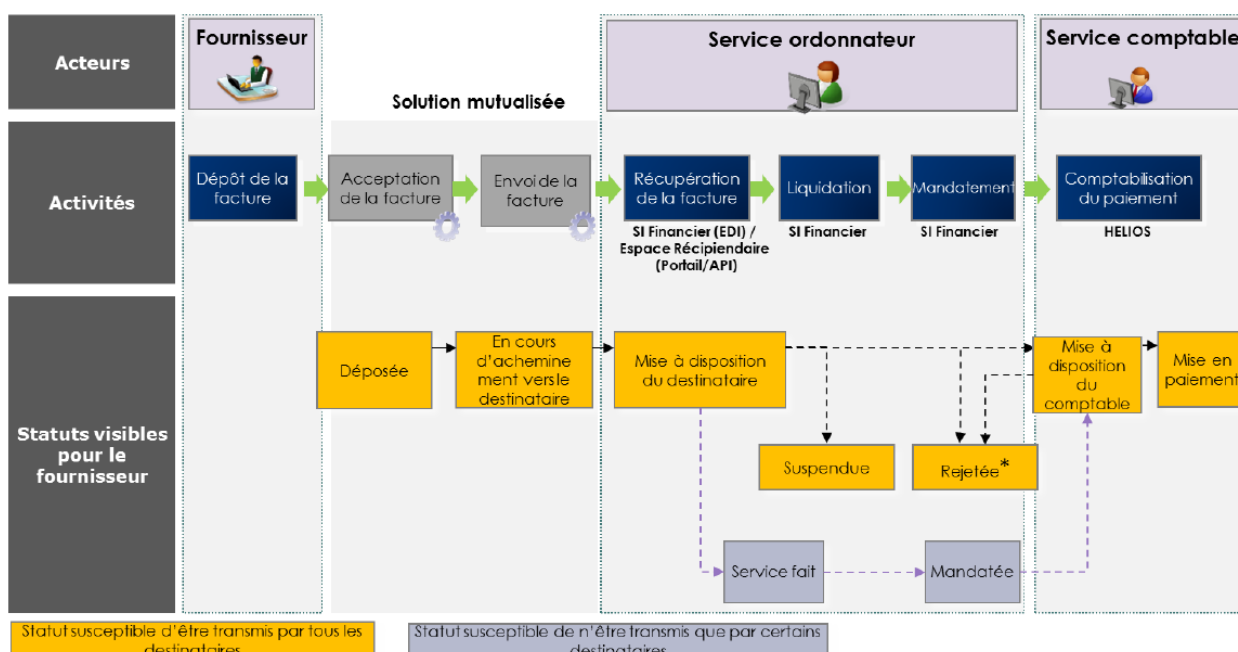 Acteurs
Fournisseur
Solution mutualisée
Service ordonnateur
Service comptable
Activités
Dépôt de la
facture
Acceptation
de la facture
Envoi de la
facture
Récupération
de la facture
SI Financier (EDI) /
Espace Récipiendaire
(Portail/API)
Liquidation
SI Financier
Mandatement
SI Financier
Comptabilisation
du paiement
HELIOS
Statuts visibles
pour le
fournisseur
Déposée
En cours
d'achemine
ment vers le
destinataire
Mise à disposition
du destinataire
Mise à
disposition
du
comptable
Mise en
paiement
Suspendue
Rejetée*
Service fait
Mandatée
Statut susceptible d'être transmis par tous les
destinataires
Statut susceptible de n'être transmis que par certains
destinataires